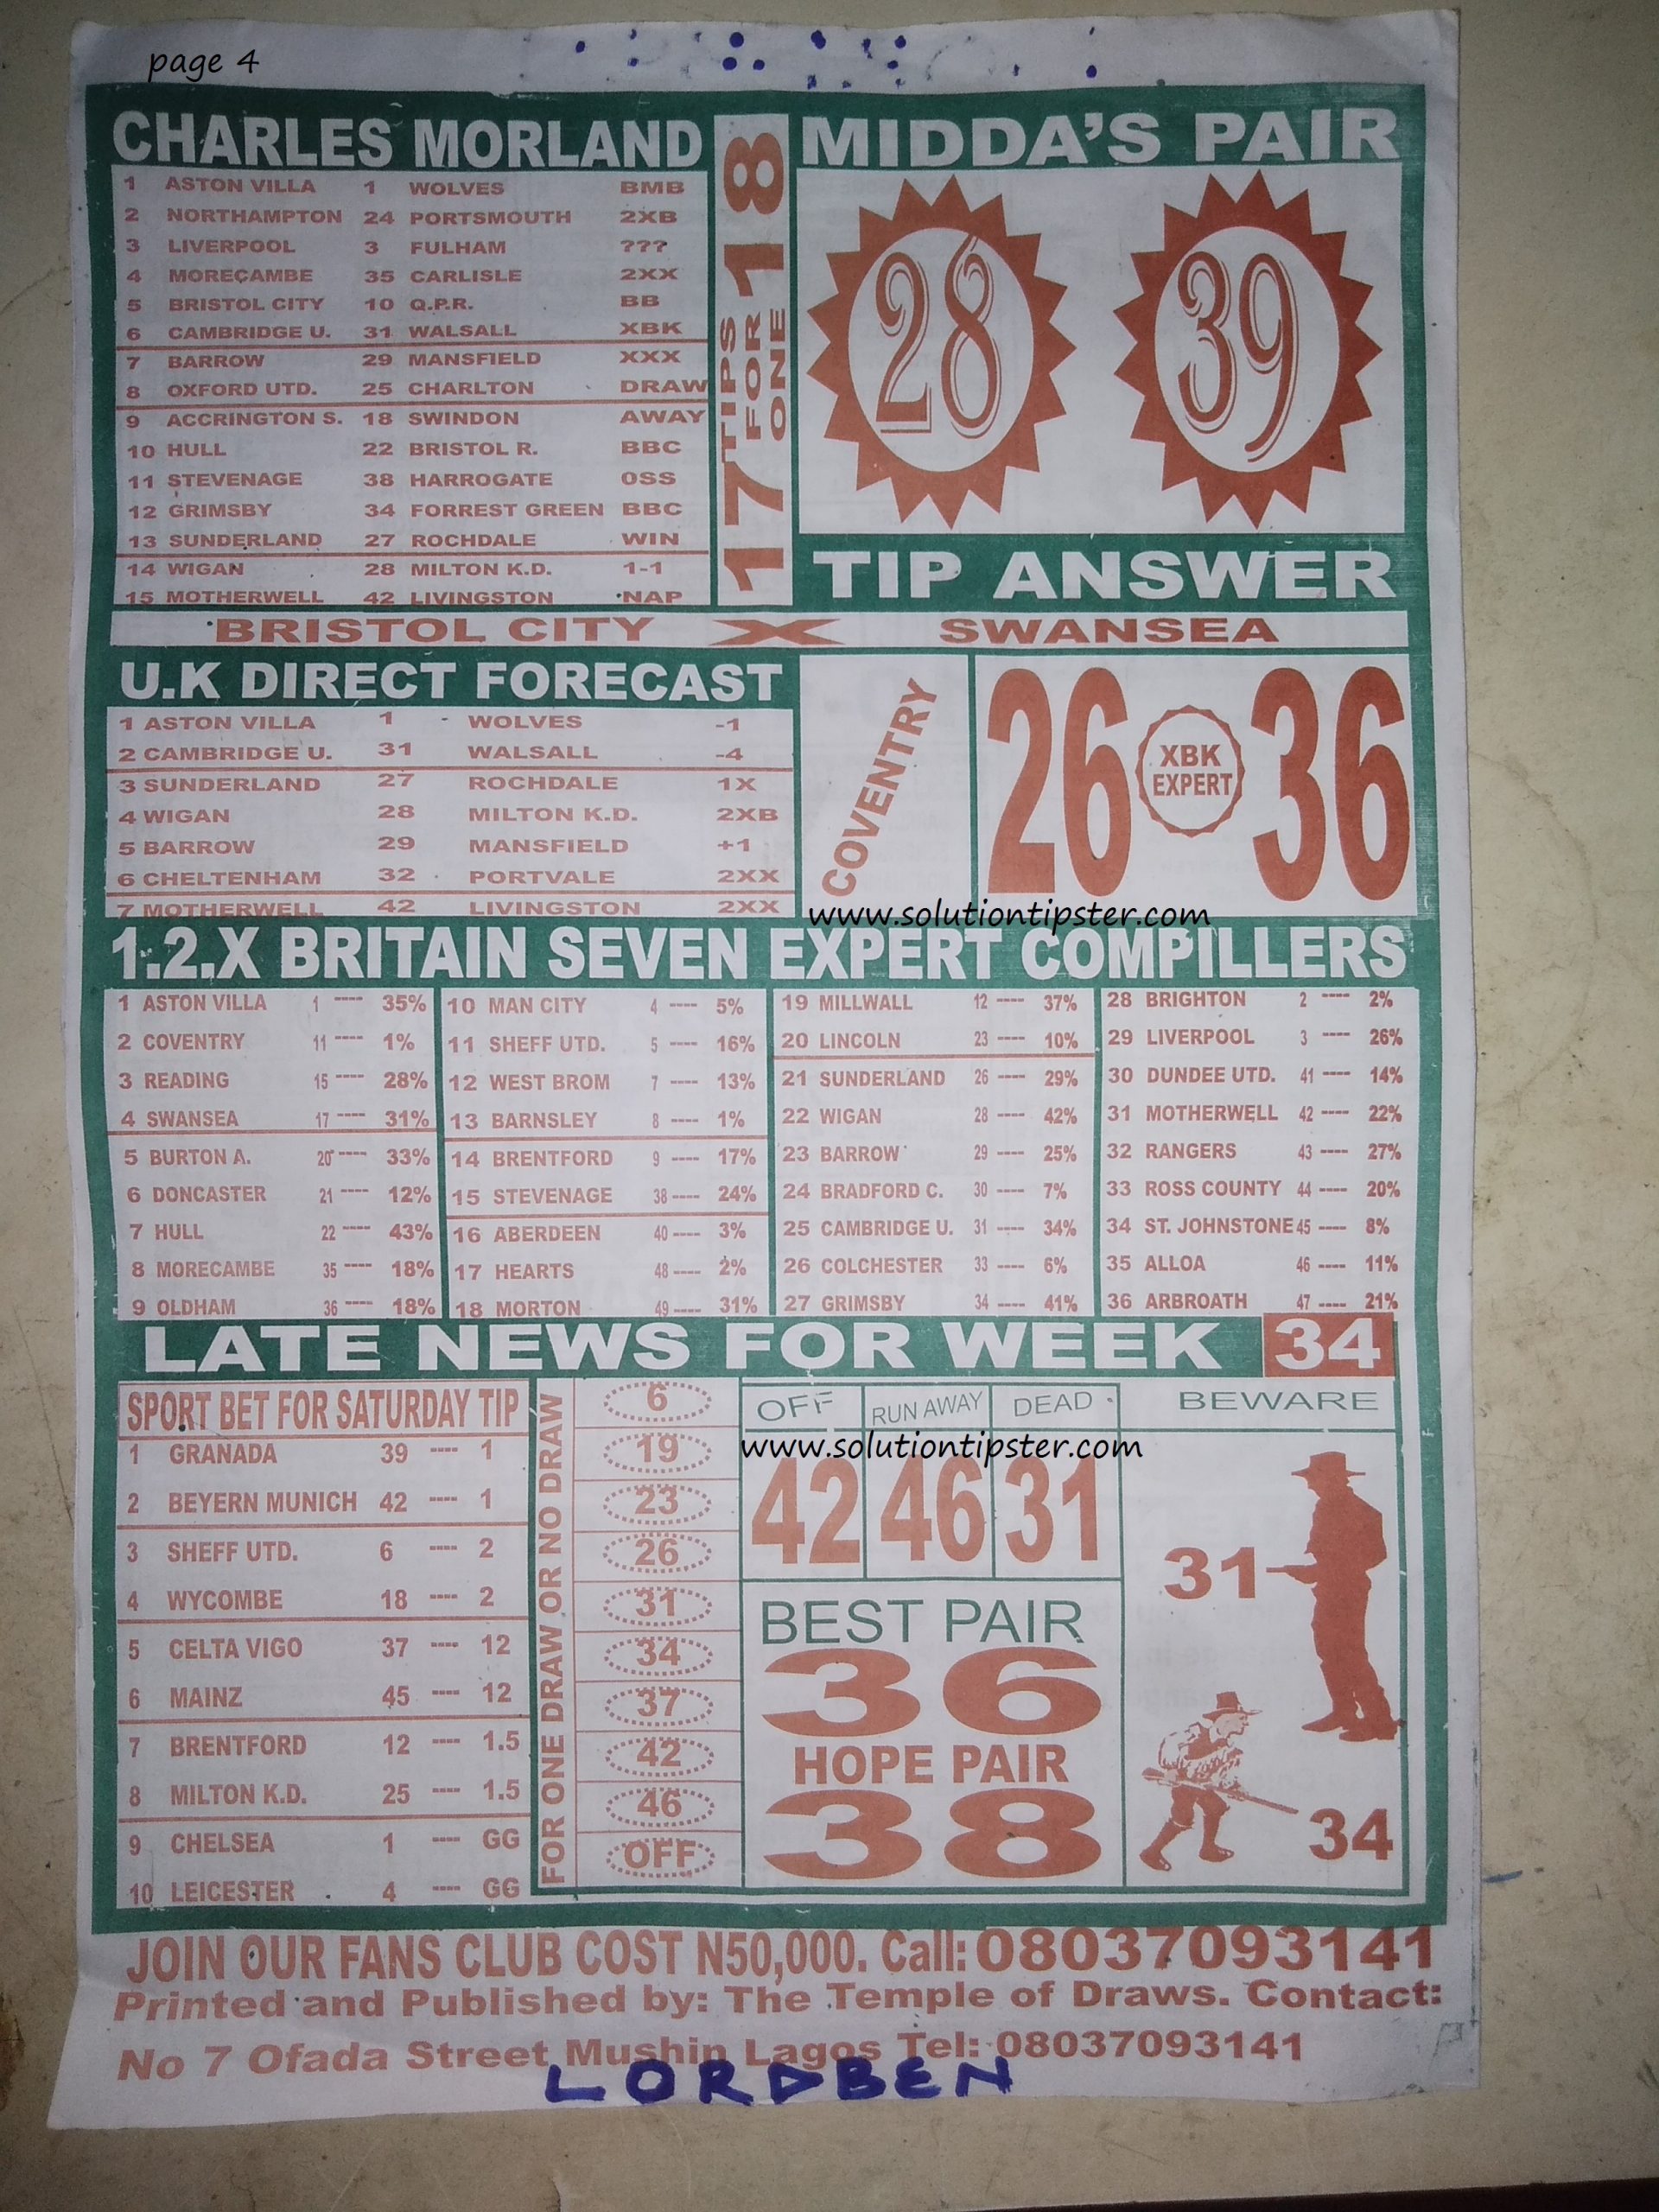 page 4
CHARLES MORLAND
1 ASTON VILLA 1 WOLVES BMB
2 NORTHAMPTON 24 PORTSMOUTH 2XB
3 LIVERPOOL 3 FULHAM ???
4 MORECAMBE 35 CARLISLE 2XX
5 BRISTOL CITY 10 Q.P.R. BB
6 CAMBRIDGE U. 31 WALSALL XBK
7 BARROW 29 MANSFIELD XXX
8 OXFORD UTD. 25 CHARLTON DRAW
9 ACCRINGTON S. 18 SWINDON AWAY
10 HULL 22 BRISTOL R. BBC
11 STEVENAGE 38 HARROGATE OSS
12 GRIMSBY 34 FORREST GREEN BBC
13 SUNDERLAND 27 ROCHDALE WIN
14 WIGAN 28 MILTON K.D. 1-1
15 MOTHERWELL 42 LIVINGSTON NAP
17 TIPS FOR ONE 18
MIDDA'S PAIR
28 39
TIP ANSWER
BRISTOL CITY X SWANSEA
U.K DIRECT FORECAST
1 ASTON VILLA 1 - WOLVES -1
2 CAMBRIDGE U. 31 WALSALL -4
3 SUNDERLAND 27 ROCHDALE 1X
4 WIGAN 28 MILTON K.D. 2XB
5 BARROW 29 MANSFIELD +1
6 CHELTENHAM 32 PORTVALE 2XX
7 MOTHERWELL 42 LIVINGSTON 2XX
COVENTRY
26 XBK EXPERT 36
www.solutiontipster.com
1.2.X BRITAIN SEVEN EXPERT COMPILLERS
1 ASTON VILLA 1 ---- 35%
2 COVENTRY 11 ---- 1%
3 READING 15 ---- 28%
4 SWANSEA 17 ---- 31%
5 BURTON A. 20 ---- 33%
6 DONCASTER 21 ---- 12%
7 HULL 22 ---- 43%
8 MORECAMBE 35 ---- 18%
9 OLDHAM 36 ---- 18%
10 MAN CITY 4 ---- 5%
11 SHEFF UTD. 5 ---- 16%
12 WEST BROM 7 ---- 13%
13 BARNSLEY 8 ---- 1%
14 BRENTFORD 9 ---- 17%
15 STEVENAGE 38 ---- 24%
16 ABERDEEN 40 ---- 3%
17 HEARTS 48 ---- 2%
18 MORTON 49 ---- 31%
19 MILLWALL 12 ---- 37%
20 LINCOLN 23 ---- 10%
21 SUNDERLAND 26 ---- 29%
22 WIGAN 28 ---- 42%
23 BARROW 29 ---- 25%
24 BRADFORD C. 30 ---- 7%
25 CAMBRIDGE U. 31 ---- 34%
26 COLCHESTER 33 ---- 6%
27 GRIMSBY 34 ---- 41%
28 BRIGHTON 2 ---- 2%
29 LIVERPOOL 3 ---- 26%
30 DUNDEE UTD. 41 ---- 14%
31 MOTHERWELL 42 ---- 22%
32 RANGERS 43 ---- 27%
33 ROSS COUNTY 44 ---- 20%
34 ST. JOHNSTONE 45 ---- 8%
35 ALLOA 46 ---- 11%
36 ARBROATH 47 ---- 21%
LATE NEWS FOR WEEK 34
SPORT BET FOR SATURDAY TIP
1 GRANADA 39 ---- 1
2 BEYERN MUNICH 42 ---- 1
3 SHEFF UTD. 6 ---- 2
4 WYCOMBE 18 ---- 2
5 CELTA VIGO 37 ---- 12
6 MAINZ 45 ---- 12
7 BRENTFORD 12 ---- 1.5
8 MILTON K.D. 25 ---- 1.5
9 CHELSEA 1 ---- GG
10 LEICESTER 4 ---- GG
FOR ONE DRAW OR NO DRAW
6
19
23
26
31
34
37
42
46
OFF
OFF RUN AWAY DEAD
www.solutiontipster.com
42 46 31
BEST PAIR
36
HOPE PAIR
38
BEWARE
31
34
JOIN OUR FANS CLUB COST N50,000. Call: 08037093141
Printed and Published by: The Temple of Draws. Contact:
No 7 Ofada Street Mushin Lagos Tel: 08037093141
LORDBEN